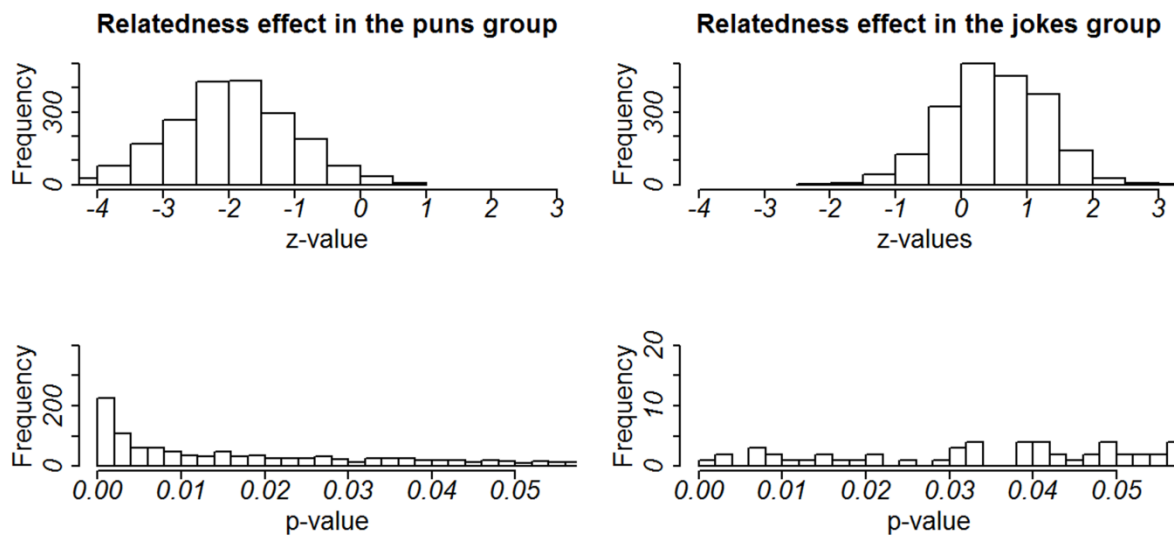 Relatedness effect in the puns group
Frequency
0 300
-4 -3 -2 -1 0 1 2 3
z-value
Relatedness effect in the jokes group
Frequency
0 300
-4 -3 -2 -1 0 1 2 3
z-values
Frequency
0 200
0.00 0.01 0.02 0.03 0.04 0.05
p-value
Frequency
0 10 20
0.00 0.01 0.02 0.03 0.04 0.05
p-value